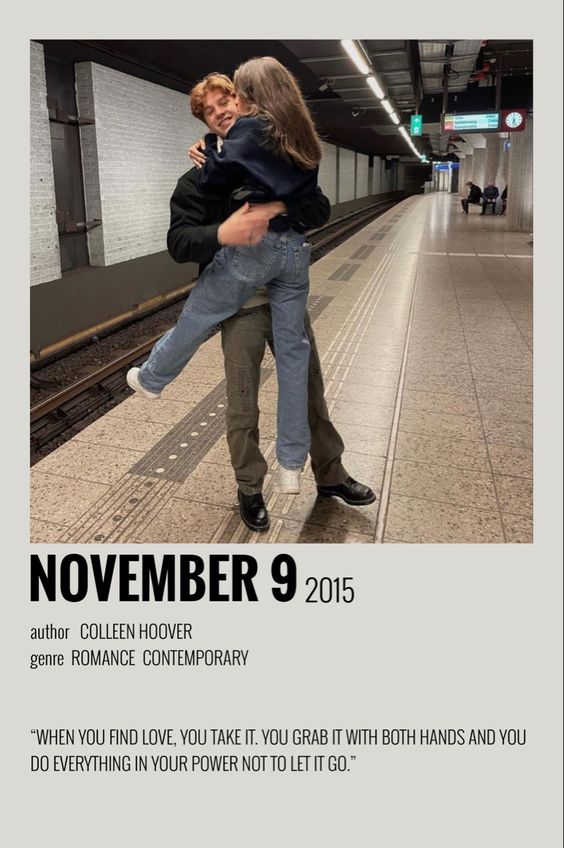 NOVEMBER 9 2015
author COLLEEN HOOVER
genre ROMANCE CONTEMPORARY
“WHEN YOU FIND LOVE, YOU TAKE IT. YOU GRAB IT WITH BOTH HANDS AND YOU
DO EVERYTHING IN YOUR POWER NOT TO LET IT GO.”